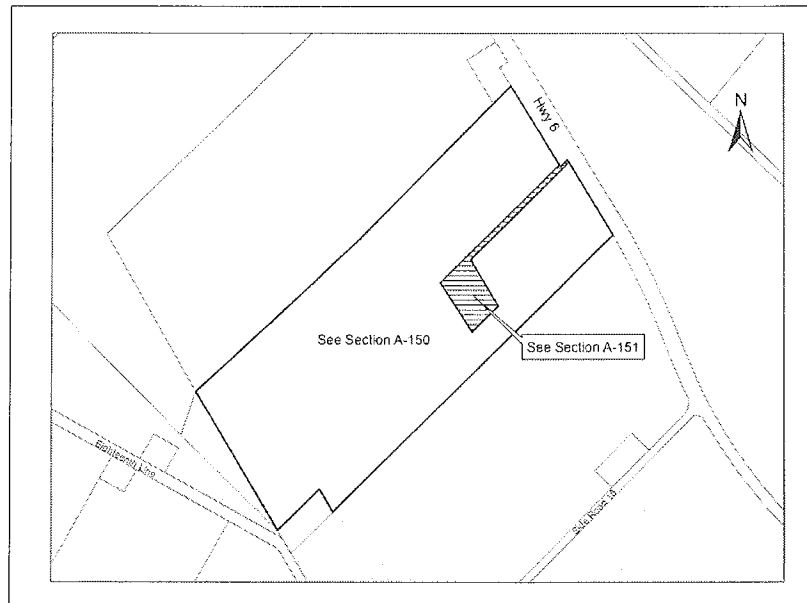 Hwy 6
N
See Section A-150
See Section A-151
Eighteenth Line
Side Road 15